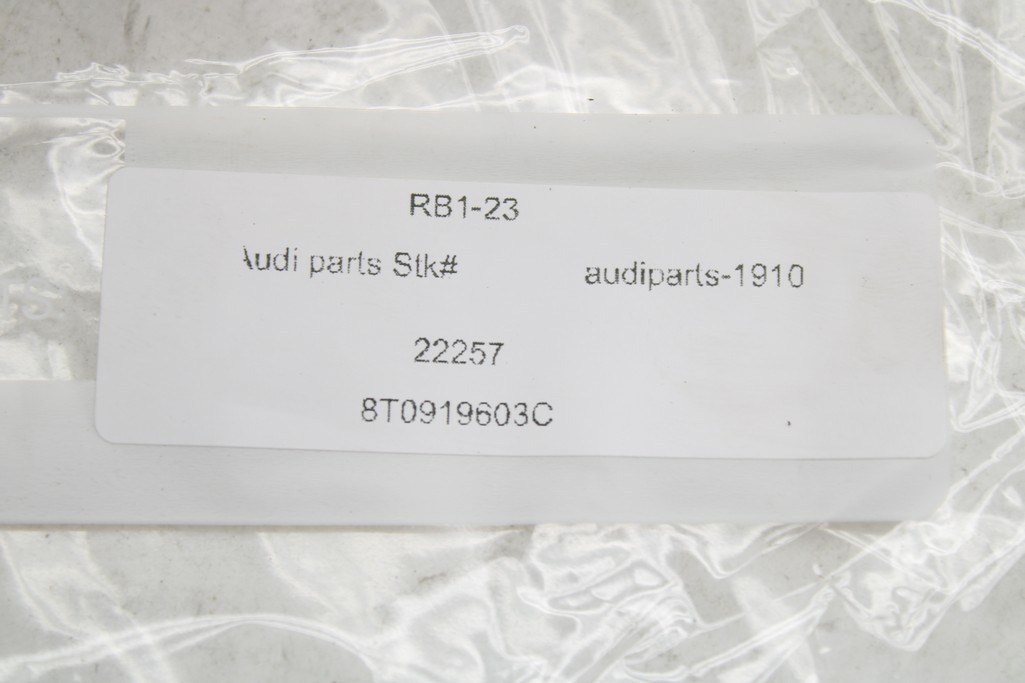 RB1-23
Audi parts Stk# audiparts-1910
22257
8T0919603C